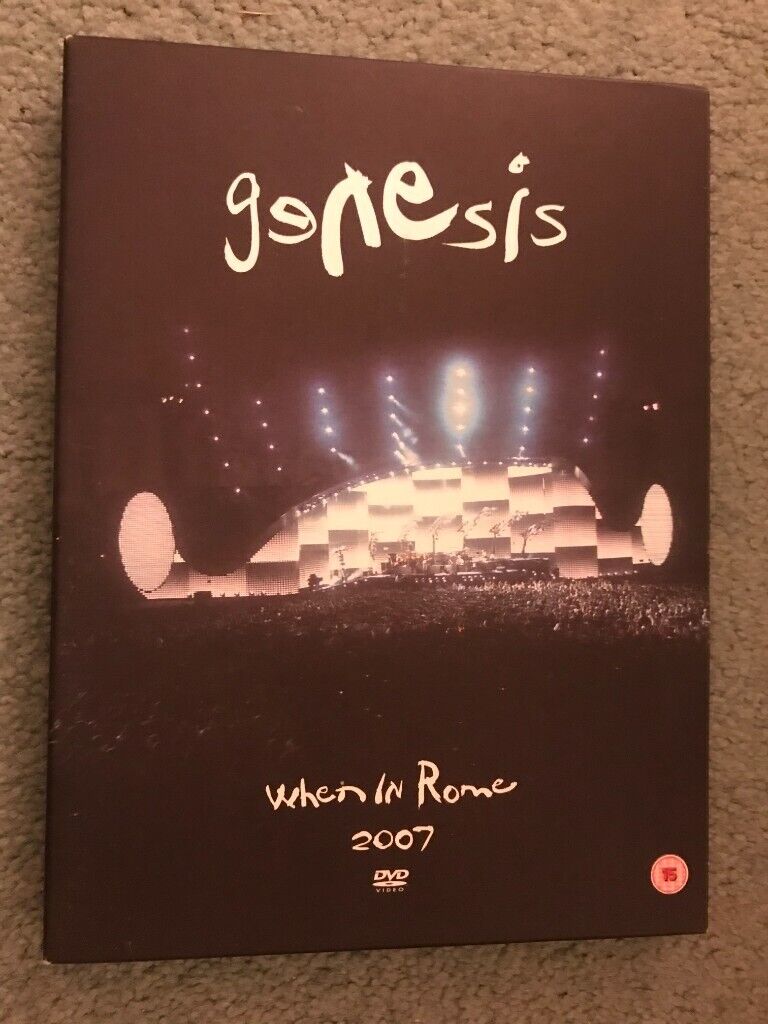 genesis
When IN Rome
2007
DVD
VIDEO
15